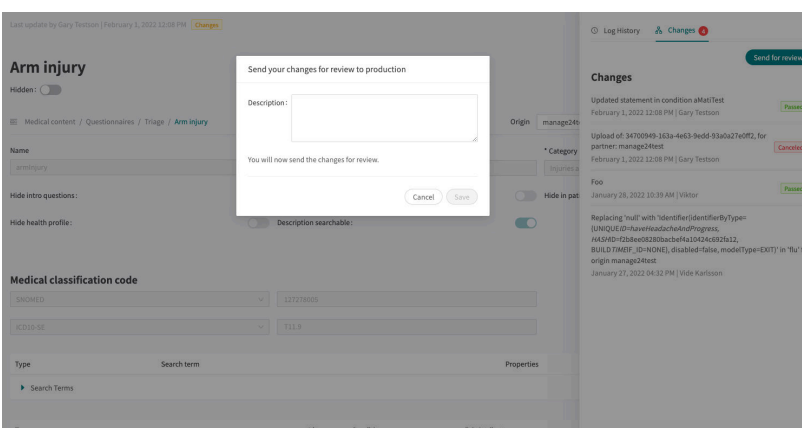 Last update by Gary Testson | February 1, 2022 12:08 PM Changes
Arm injury
Hidden:
Medical content / Questionnaires / Triage / Arm injury
Origin manage24t
Name
* Category
arminjury
Injuries
Hide intro questions:
Hide in pat
Hide health profile:
Description searchable:
Medical classification code
SNOMED
ICD10-SE
T11.8
Type Search term Properties
Search Terms
Send your changes for review to production
Description:
You will now send the changes for review.
Cancel Save
Log History Changes 4
Send for review
Changes
Updated statement in condition aMatiTest
Passed
February 1, 2022 12:08 PM | Gary Testson
Upload of: 34700949-163a-4e63-9edd-93a0a27e0ff2, for
partner: manage24test
Canceled
February 1, 2022 12:08 PM | Gary Testson
Foo
Passed
January 28, 2022 10:39 AM | Viktor
Replacing 'null' with 'Identifier(identifierByType=
{UNIQUEID=haveHeadacheAndProgress,
HASHID=f2b8ee08280bacbef4a10424c692fa12,
BUILDTIMEIF_ID=NONE}, disabled=false, modelType=EXIT)' in 'flu'
origin manage24test
January 27, 2022 04:32 PM | Vide Karlsson